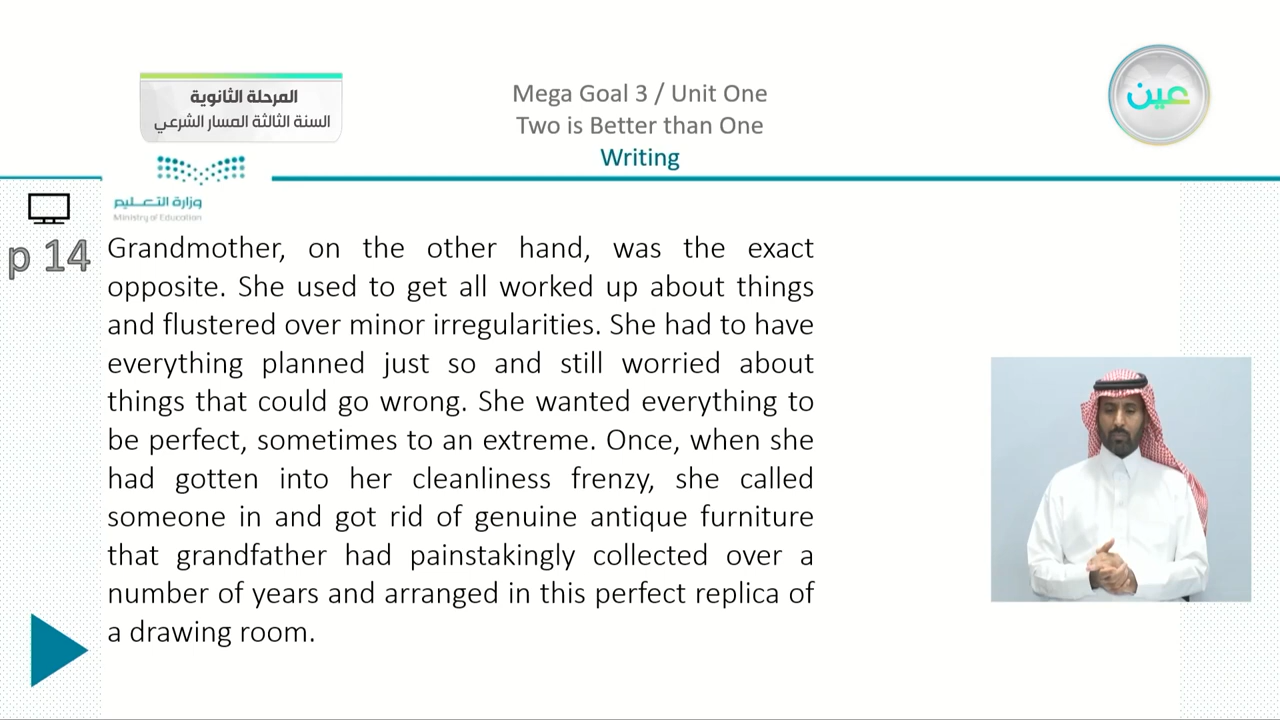 المرحلة الثانوية
السنة الثالثة المسار الشرعي
Mega Goal 3 / Unit One
Two is Better than One
Writing
عين
وزارة التعليم
Ministry of Education
p 14
Grandmother, on the other hand, was the exact
opposite. She used to get all worked up about things
and flustered over minor irregularities. She had to have
everything planned just so and still worried about
things that could go wrong. She wanted everything to
be perfect, sometimes to an extreme. Once, when she
had gotten into her cleanliness frenzy, she called
someone in and got rid of genuine antique furniture
that grandfather had painstakingly collected over a
number of years and arranged in this perfect replica of
a drawing room.